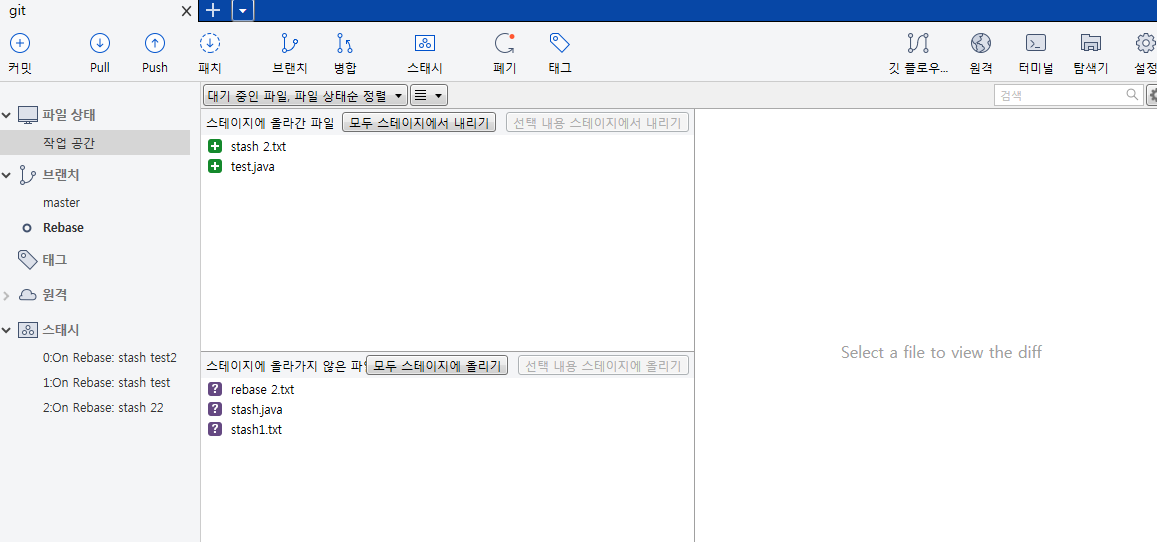 git
커밋
Pull
Push
패치
브랜치
병합
스태시
폐기
태그
깃 플로우...
원격
터미널
탐색기
설정
파일 상태
작업 공간
브랜치
master
Rebase
태그
원격
스태시
0:On Rebase: stash test2
1:On Rebase: stash test
2:On Rebase: stash 22
대기 중인 파일, 파일 상태순 정렬
검색
스테이지에 올라간 파일
모두 스테이지에서 내리기
선택 내용 스테이지에서 내리기
stash 2.txt
test.java
스테이지에 올라가지 않은 파일
모두 스테이지에 올리기
선택 내용 스테이지에 올리기
rebase 2.txt
stash.java
stash1.txt
Select a file to view the diff